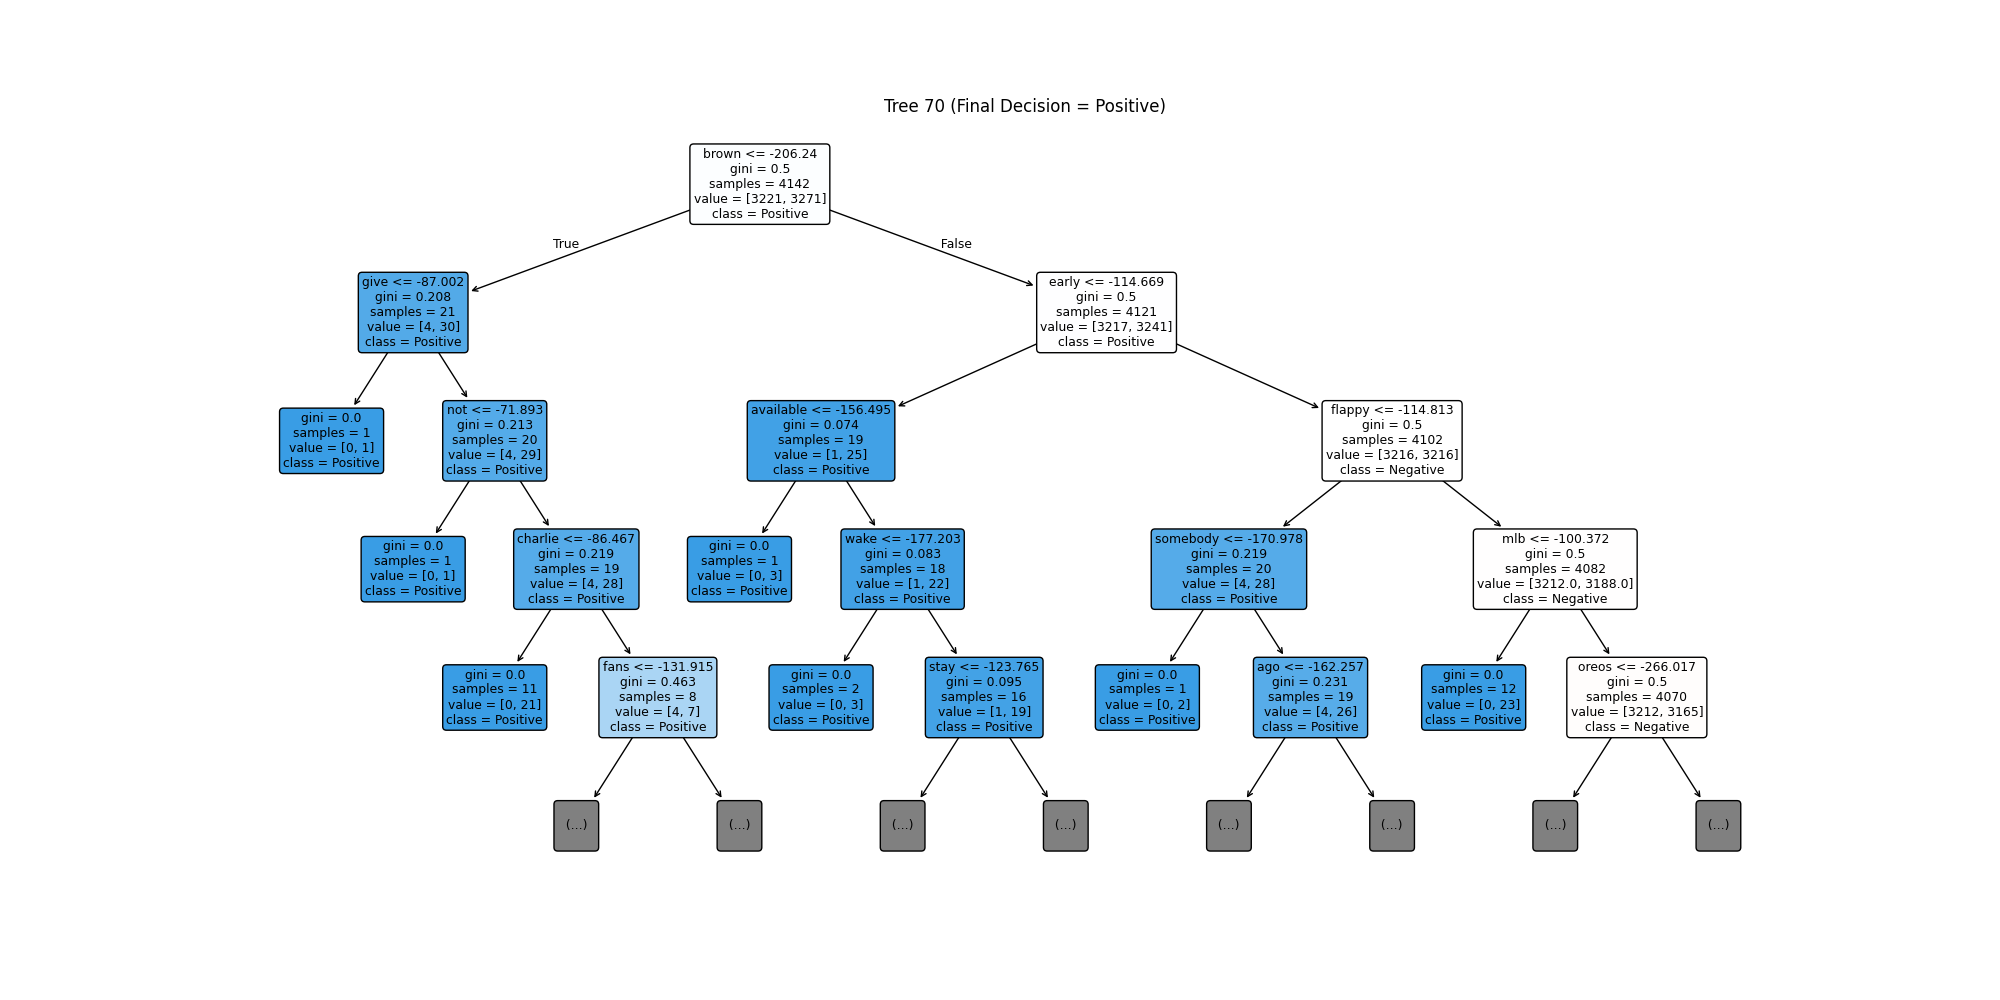 Tree 70 (Final Decision = Positive)
brown <= -206.24
gini = 0.5
samples = 4142
value = [3221, 3271]
class = Positive
True
False
give <= -87.002
gini = 0.208
samples = 21
value = [4, 30]
class = Positive
early <= -114.669
gini = 0.5
samples = 4121
value = [3217, 3241]
class = Positive
gini = 0.0
samples = 1
value = [0, 1]
class = Positive
not <= -71.893
gini = 0.213
samples = 20
value = [4, 29]
class = Positive
available <= -156.495
gini = 0.074
samples = 19
value = [1, 25]
class = Positive
flappy <= -114.813
gini = 0.5
samples = 4102
value = [3216, 3216]
class = Negative
gini = 0.0
samples = 1
value = [0, 1]
class = Positive
charlie <= -86.467
gini = 0.219
samples = 19
value = [4, 28]
class = Positive
gini = 0.0
samples = 1
value = [0, 3]
class = Positive
wake <= -177.203
gini = 0.083
samples = 18
value = [1, 22]
class = Positive
somebody <= -170.978
gini = 0.219
samples = 20
value = [4, 28]
class = Positive
mlb <= -100.372
gini = 0.5
samples = 4082
value = [3212.0, 3188.0]
class = Negative
gini = 0.0
samples = 11
value = [0, 21]
class = Positive
fans <= -131.915
gini = 0.463
samples = 8
value = [4, 7]
class = Positive
gini = 0.0
samples = 2
value = [0, 3]
class = Positive
stay <= -123.765
gini = 0.095
samples = 16
value = [1, 19]
class = Positive
gini = 0.0
samples = 1
value = [0, 2]
class = Positive
ago <= -162.257
gini = 0.231
samples = 19
value = [4, 26]
class = Positive
gini = 0.0
samples = 12
value = [0, 23]
class = Positive
oreos <= -266.017
gini = 0.5
samples = 4070
value = [3212, 3165]
class = Negative
(...)
(...)
(...)
(...)
(...)
(...)
(...)
(...)